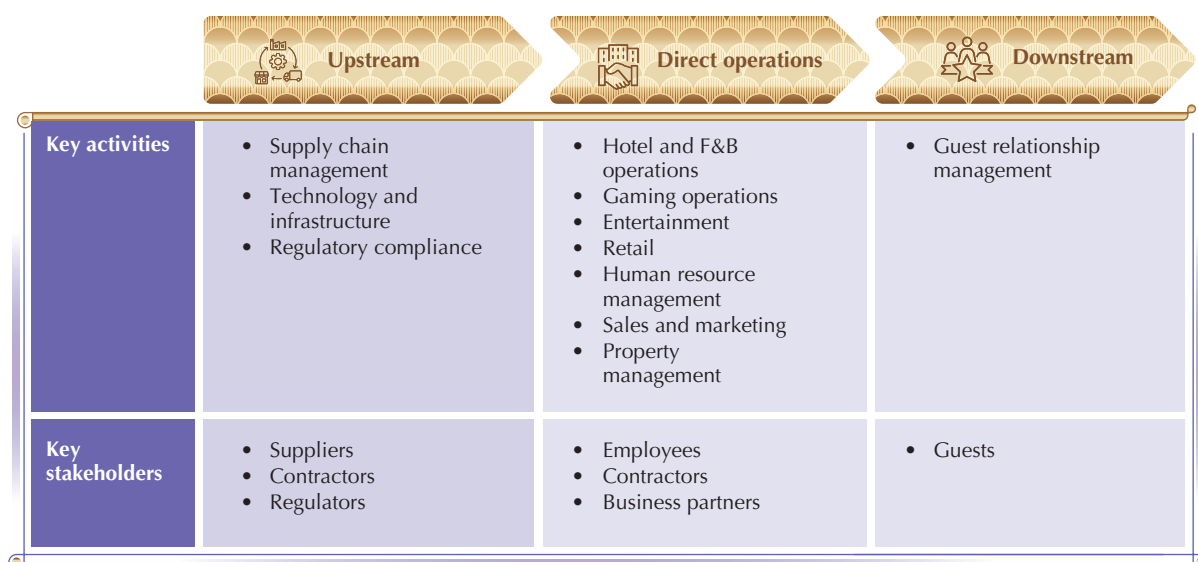 Upstream
Direct operations
Downstream
Key activities
• Supply chain
management
• Technology and
infrastructure
• Regulatory compliance
• Hotel and F&B
operations
• Gaming operations
• Entertainment
• Retail
• Human resource
management
• Sales and marketing
• Property
management
• Guest relationship
management
Key
stakeholders
• Suppliers
• Contractors
• Regulators
• Employees
• Contractors
• Business partners
• Guests